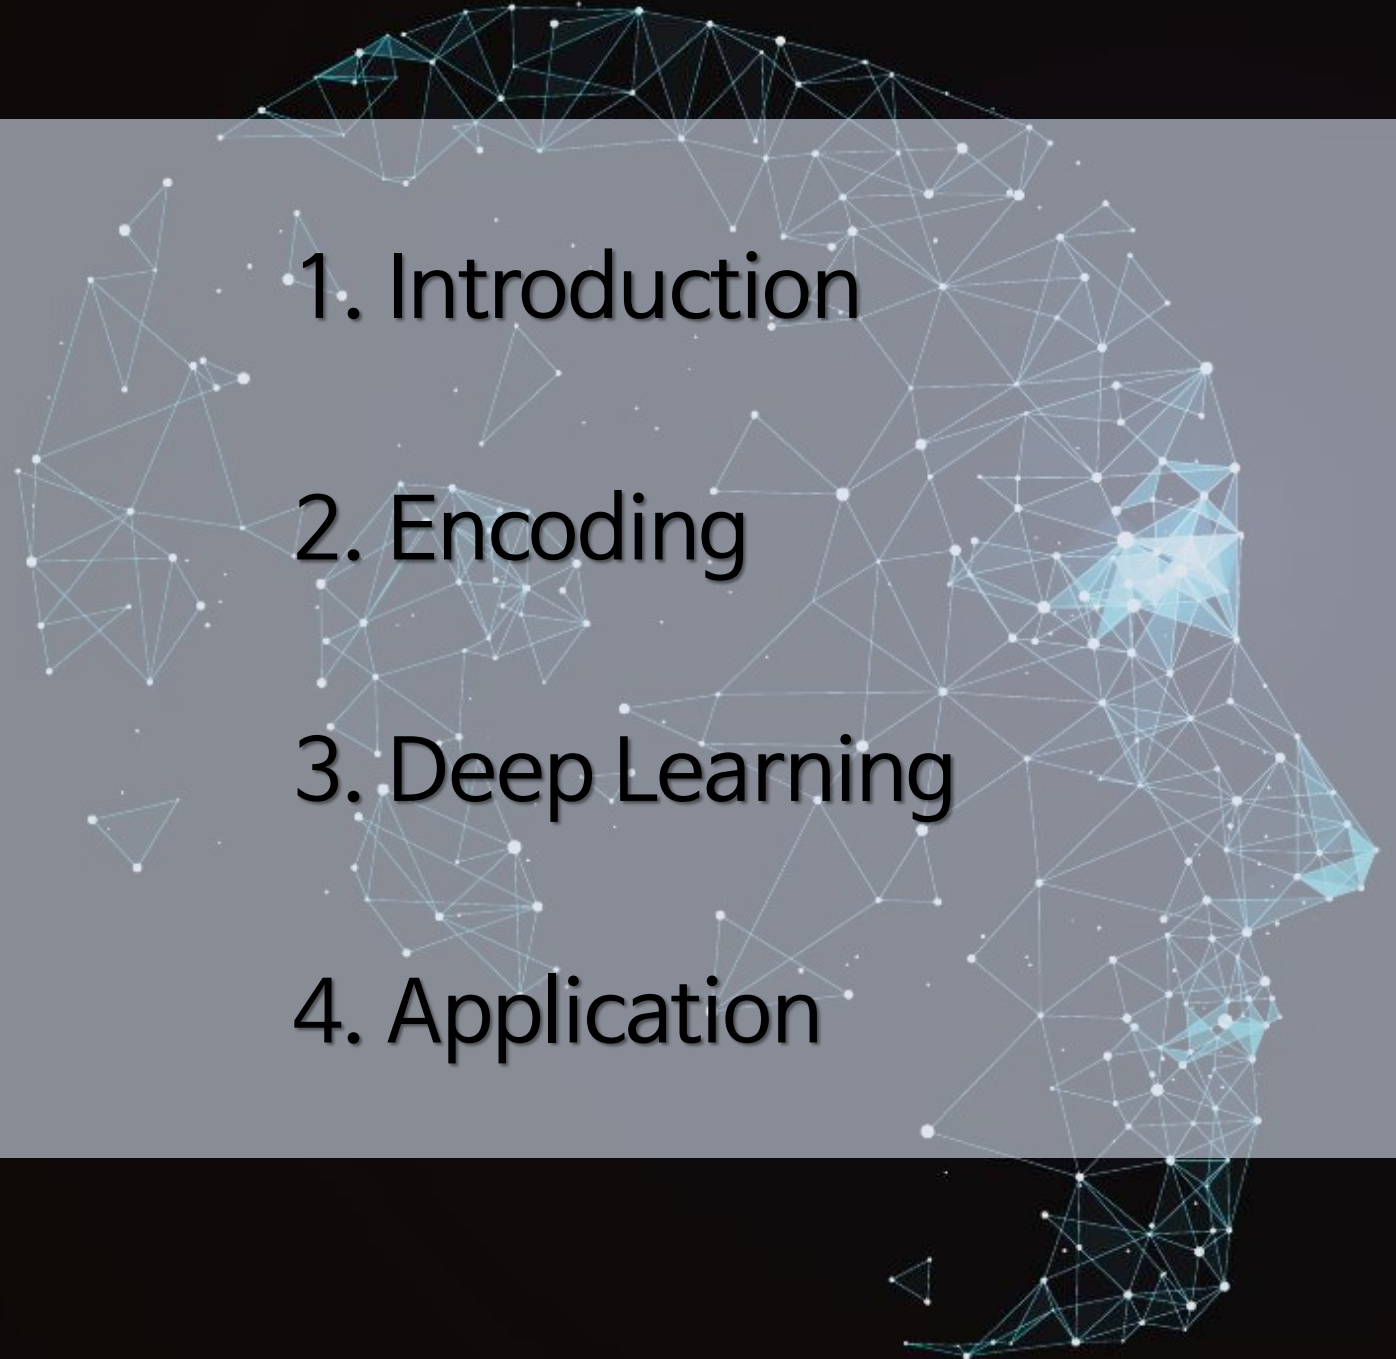 1. Introduction
2. Encoding
3. Deep Learning
4. Application